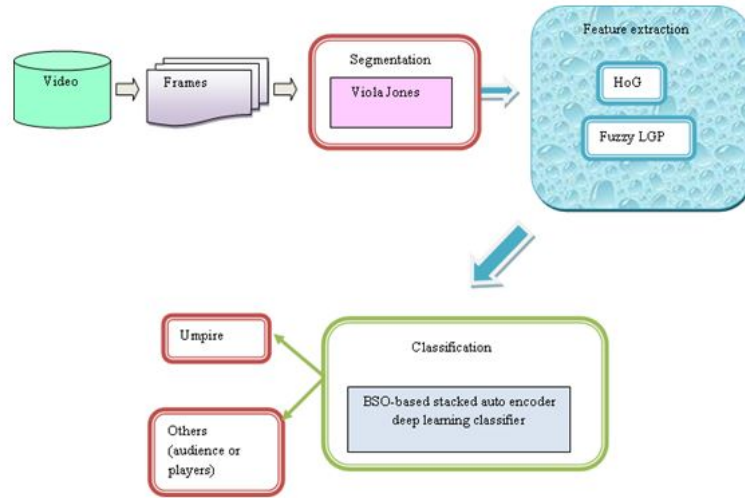 Video
Frames
Segmentation
Viola Jones
Feature extraction
HoG
Fuzzy LGP
Classification
BSO-based stacked auto encoder
deep learning classifier
Umpire
Others
(audience or
players)